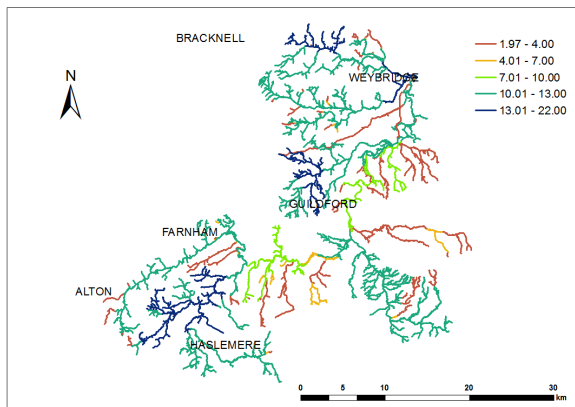 BRACKNELL
WEYBRIDGE
N
1.97 - 4.00
4.01 - 7.00
7.01 - 10.00
10.01 - 13.00
13.01 - 22.00
GUILDFORD
FARNHAM
ALTON
HASLEMERE
0 5 10 20 30 km